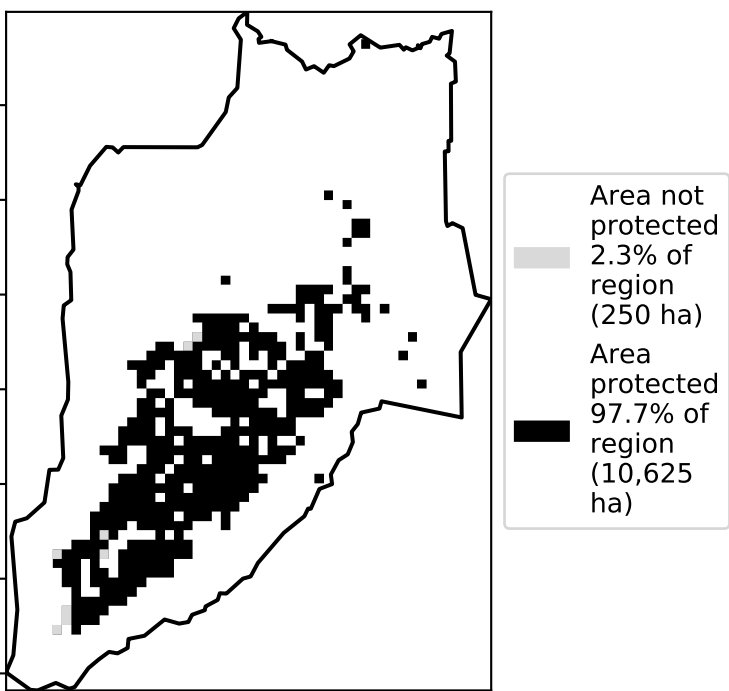 Area not
protected
2.3% of
region
(250 ha)
Area
protected
97.7% of
region
(10,625
ha)